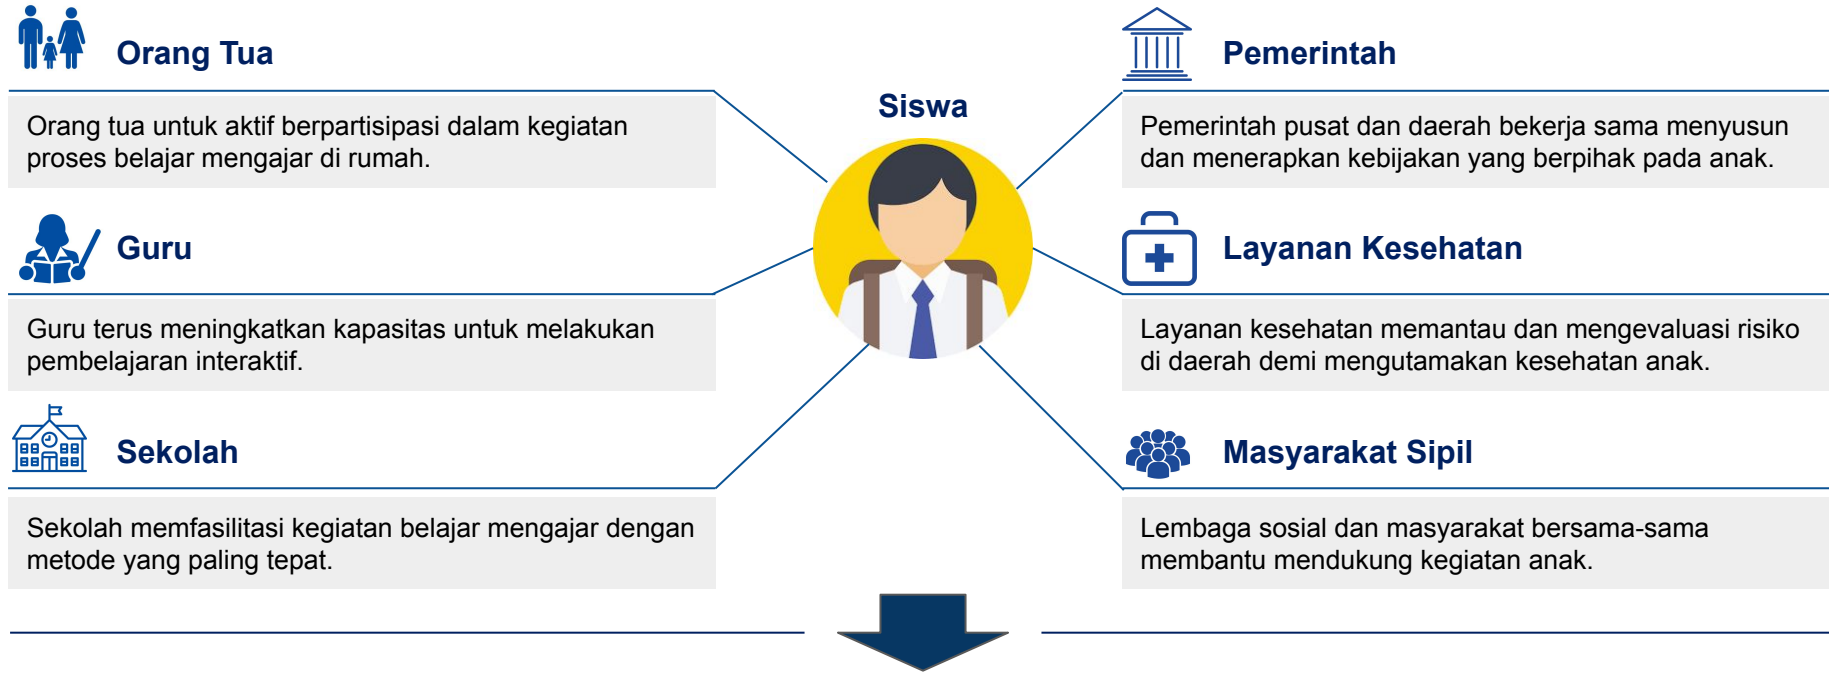 Orang Tua
Orang tua untuk aktif berpartisipasi dalam kegiatan
proses belajar mengajar di rumah.
Guru
Guru terus meningkatkan kapasitas untuk melakukan
pembelajaran interaktif.
Sekolah
Sekolah memfasilitasi kegiatan belajar mengajar dengan
metode yang paling tepat.
Siswa
Pemerintah
Pemerintah pusat dan daerah bekerja sama menyusun
dan menerapkan kebijakan yang berpihak pada anak.
Layanan Kesehatan
Layanan kesehatan memantau dan mengevaluasi risiko
di daerah demi mengutamakan kesehatan anak.
Masyarakat Sipil
Lembaga sosial dan masyarakat bersama-sama
membantu mendukung kegiatan anak.